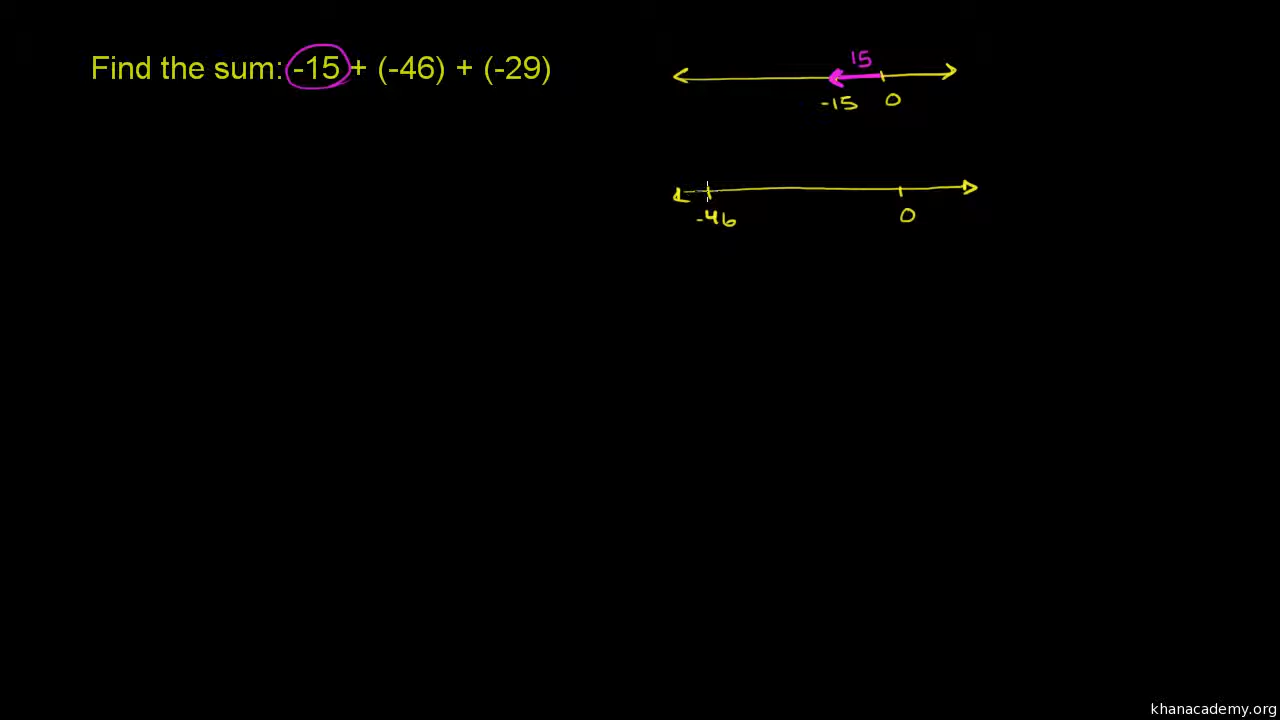 Find the sum: -15 + (-46) + (-29)
15
-15 0
-46 0
khanacademy.org